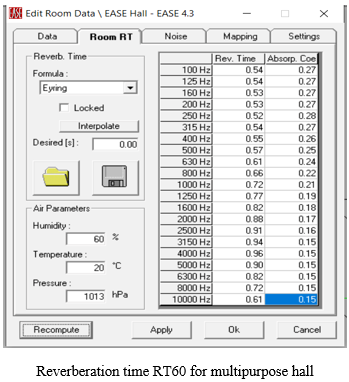 EASE Edit Room Data \ EASE Hall - EASE 4.3
Data Room RT Noise Mapping Settings
Reverb. Time
Formula :
Eyring
Locked
Interpolate
Desired [s] : 0.00
Air Parameters
Humidity :
60 %
Temperature :
20 °C
Pressure :
1013 hPa
Rev. Time Absorp. Coe
100 Hz 0.54 0.27
125 Hz 0.54 0.27
160 Hz 0.53 0.27
200 Hz 0.53 0.27
250 Hz 0.52 0.28
315 Hz 0.54 0.27
400 Hz 0.55 0.26
500 Hz 0.57 0.25
630 Hz 0.61 0.24
800 Hz 0.66 0.22
1000 Hz 0.72 0.21
1250 Hz 0.77 0.19
1600 Hz 0.82 0.18
2000 Hz 0.88 0.17
2500 Hz 0.91 0.16
3150 Hz 0.94 0.15
4000 Hz 0.96 0.15
5000 Hz 0.90 0.15
6300 Hz 0.82 0.15
8000 Hz 0.72 0.15
10000 Hz 0.61 0.15
Recompute Apply Ok Cancel
Reverberation time RT60 for multipurpose hall